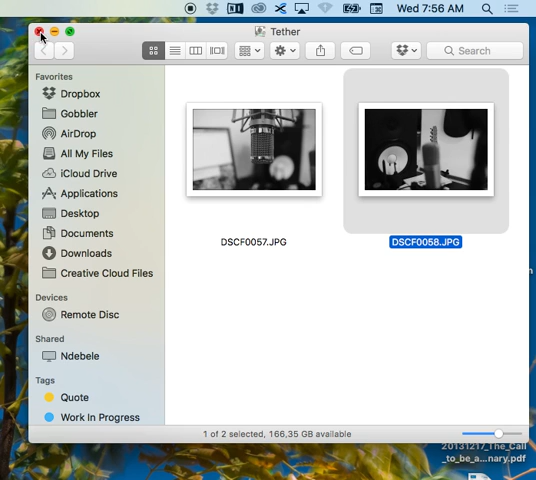 Wed 7:56 AM
Tether
Search
Favorites
Dropbox
Gobbler
AirDrop
All My Files
iCloud Drive
Applications
Desktop
Documents
Downloads
Creative Cloud Files
Devices
Remote Disc
Shared
Ndebele
Tags
Quote
Work In Progress
DSCF0057.JPG
DSCF0058.JPG
1 of 2 selected, 166,35 GB available
20131217_The_Call
_to_be_a...nary.pdf